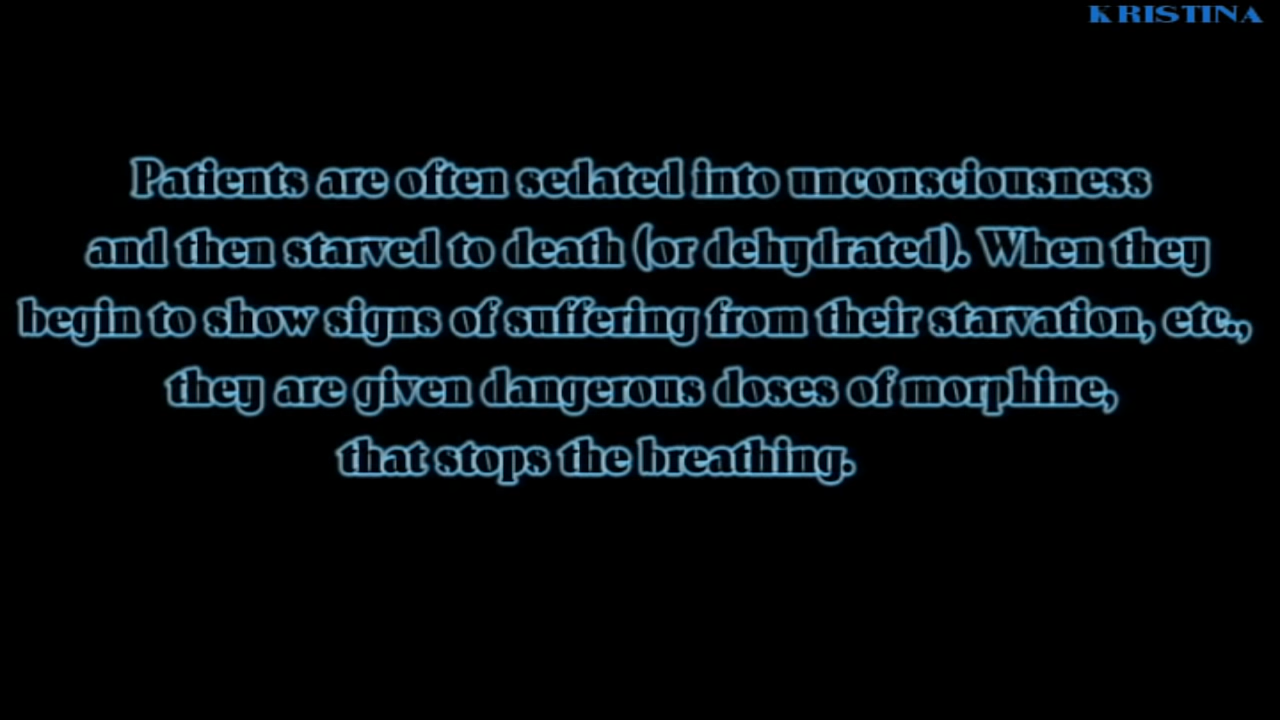 KRISTINA
Patients are often sedated into unconsciousness
and then starved to death (or dehydrated). When they
begin to show signs of suffering from their starvation, etc.,
they are given dangerous doses of morphine,
that stops the breathing.